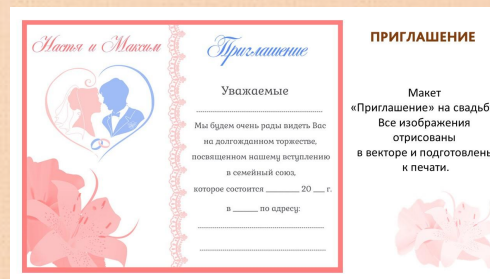 Настя и Максим
Приглашение
Уважаемые
Мы будем очень рады видеть Вас
на долгожданном торжестве,
посвященном нашему вступлению
в семейный союз,
которое состоится ________ 20 ___ г.
в ______ по адресу:
ПРИГЛАШЕНИЕ
Макет
«Приглашение» на свадьб
Все изображения
отрисованы
в векторе и подготовлень
к печати.